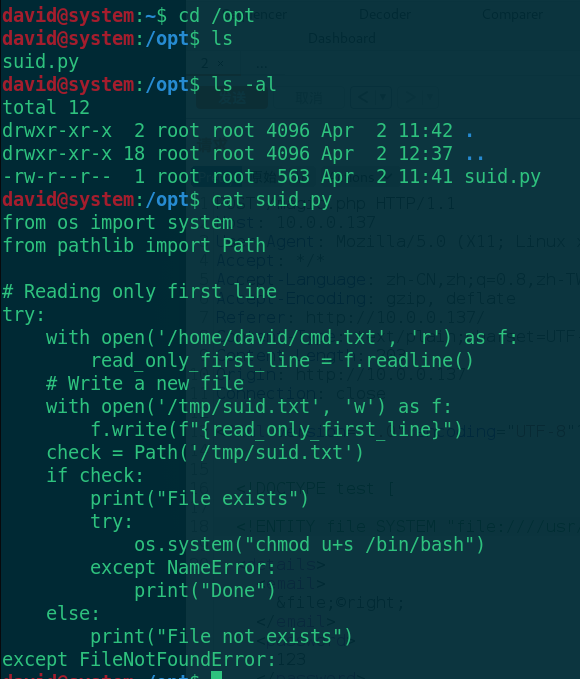 david@system:~$ cd /opt
david@system:/opt$ ls
suid.py
david@system:/opt$ ls -al
total 12
drwxr-xr-x  2 root root 4096 Apr  2 11:42 .
drwxr-xr-x 18 root root 4096 Apr  2 12:37 ..
-rw-r--r--  1 root root  563 Apr  2 11:41 suid.py
david@system:/opt$ cat suid.py
from os import system
from pathlib import Path

# Reading only first line
try:
    with open('/home/david/cmd.txt', 'r') as f:
        read_only_first_line = f.readline()
    # Write a new file
    with open('/tmp/suid.txt', 'w') as f:
        f.write(f"{read_only_first_line}")
    check = Path('/tmp/suid.txt')
    if check:
        print("File exists")
        try:
            os.system("chmod u+s /bin/bash")
        except NameError:
            print("Done")
    else:
        print("File not exists")
except FileNotFoundError:
david@system:/opt$